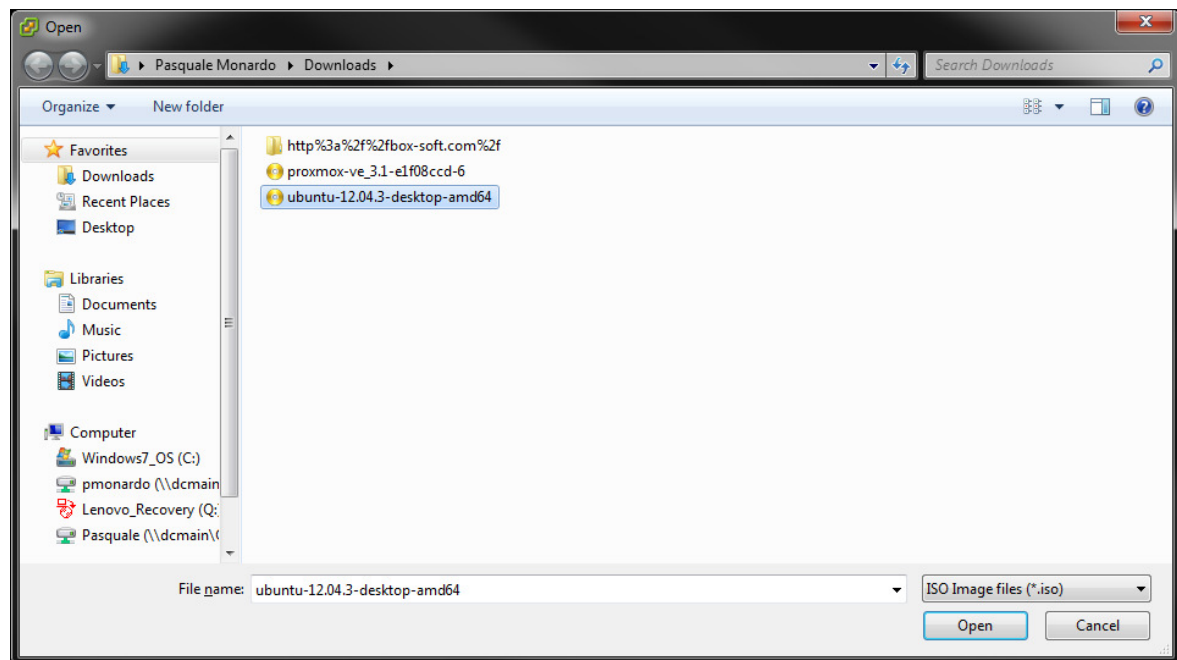 Open
Pasquale Monardo Downloads Search Downloads
Organize New folder
Favorites
Downloads
Recent Places
Desktop
Libraries
Documents
Music
Pictures
Videos
Computer
Windows7_OS (C:)
pmonardo (\\dcmain
Lenovo_Recovery (Q:
Pasquale (\\dcmain\
http%3a%2f%2fbox-soft.com%2f
proxmox-ve_3.1-e1f08ccd-6
ubuntu-12.04.3-desktop-amd64
File name: ubuntu-12.04.3-desktop-amd64 ISO Image files (*.iso)
Open Cancel